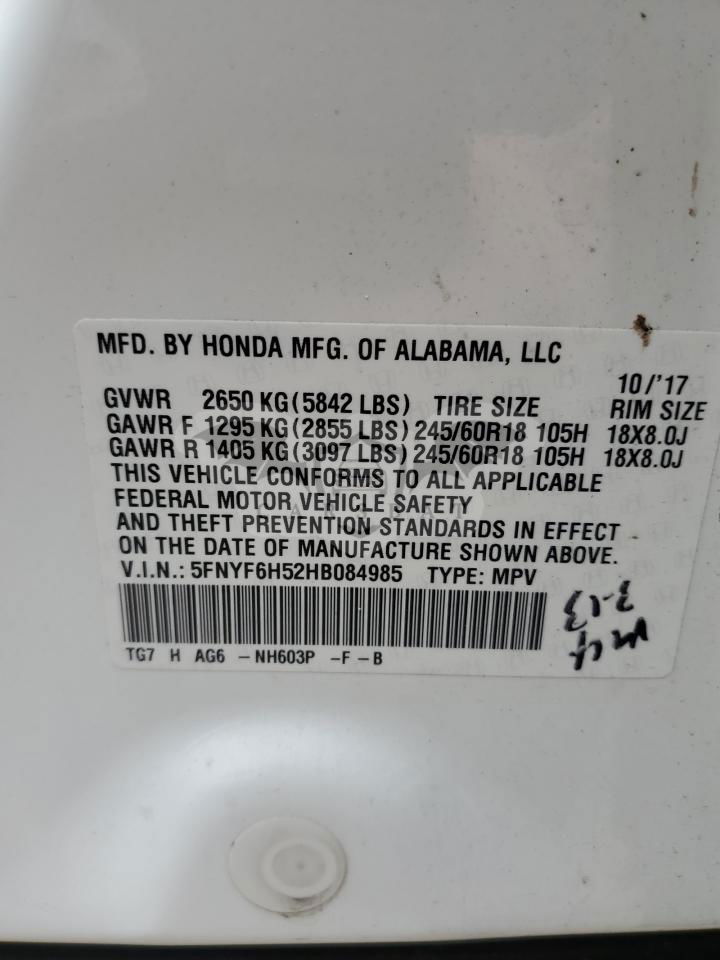 MFD. BY HONDA MFG. OF ALABAMA, LLC
10/'17
GVWR 2650 KG(5842 LBS) TIRE SIZE RIM SIZE
GAWR F 1295 KG(2855 LBS) 245/60R18 105H 18X8.0J
GAWR R 1405 KG(3097 LBS) 245/60R18 105H 18X8.0J
THIS VEHICLE CONFORMS TO ALL APPLICABLE
FEDERAL MOTOR VEHICLE SAFETY
AND THEFT PREVENTION STANDARDS IN EFFECT
ON THE DATE OF MANUFACTURE SHOWN ABOVE.
V.I.N.: 5FNYF6H52HB084985 TYPE: MPV
3-13
TG7 H AG6 -NH603P -F-B